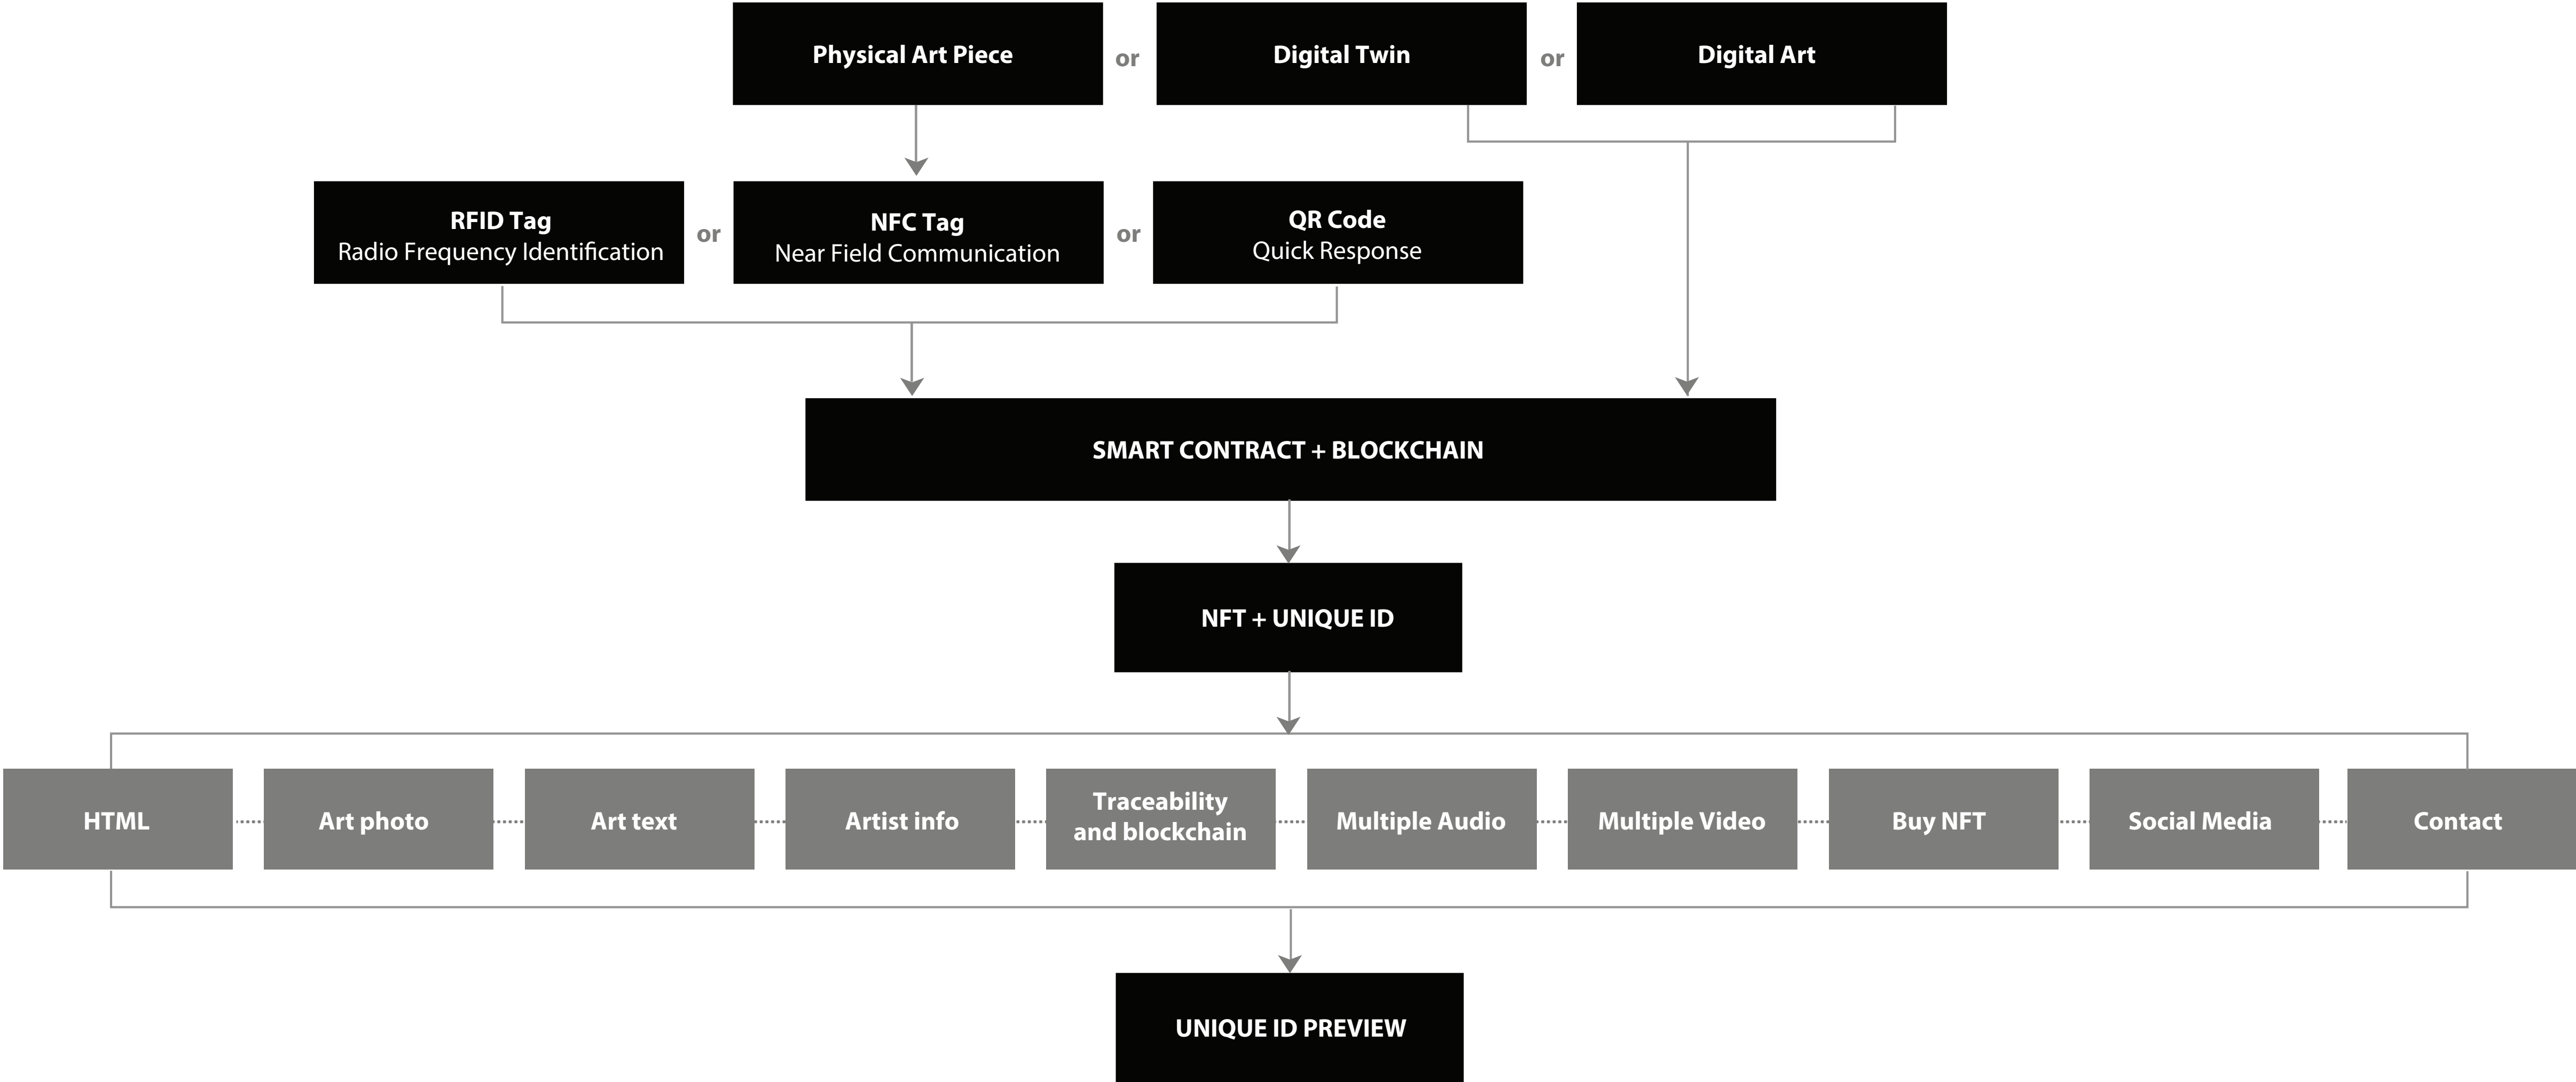 Physical Art Piece
or
Digital Twin
or
Digital Art
RFID Tag
Radio Frequency Identification
or
NFC Tag
Near Field Communication
or
QR Code
Quick Response
SMART CONTRACT + BLOCKCHAIN
NFT + UNIQUE ID
HTML
Art photo
Art text
Artist info
Traceability
and blockchain
Multiple Audio
Multiple Video
Buy NFT
Social Media
Contact
UNIQUE ID PREVIEW